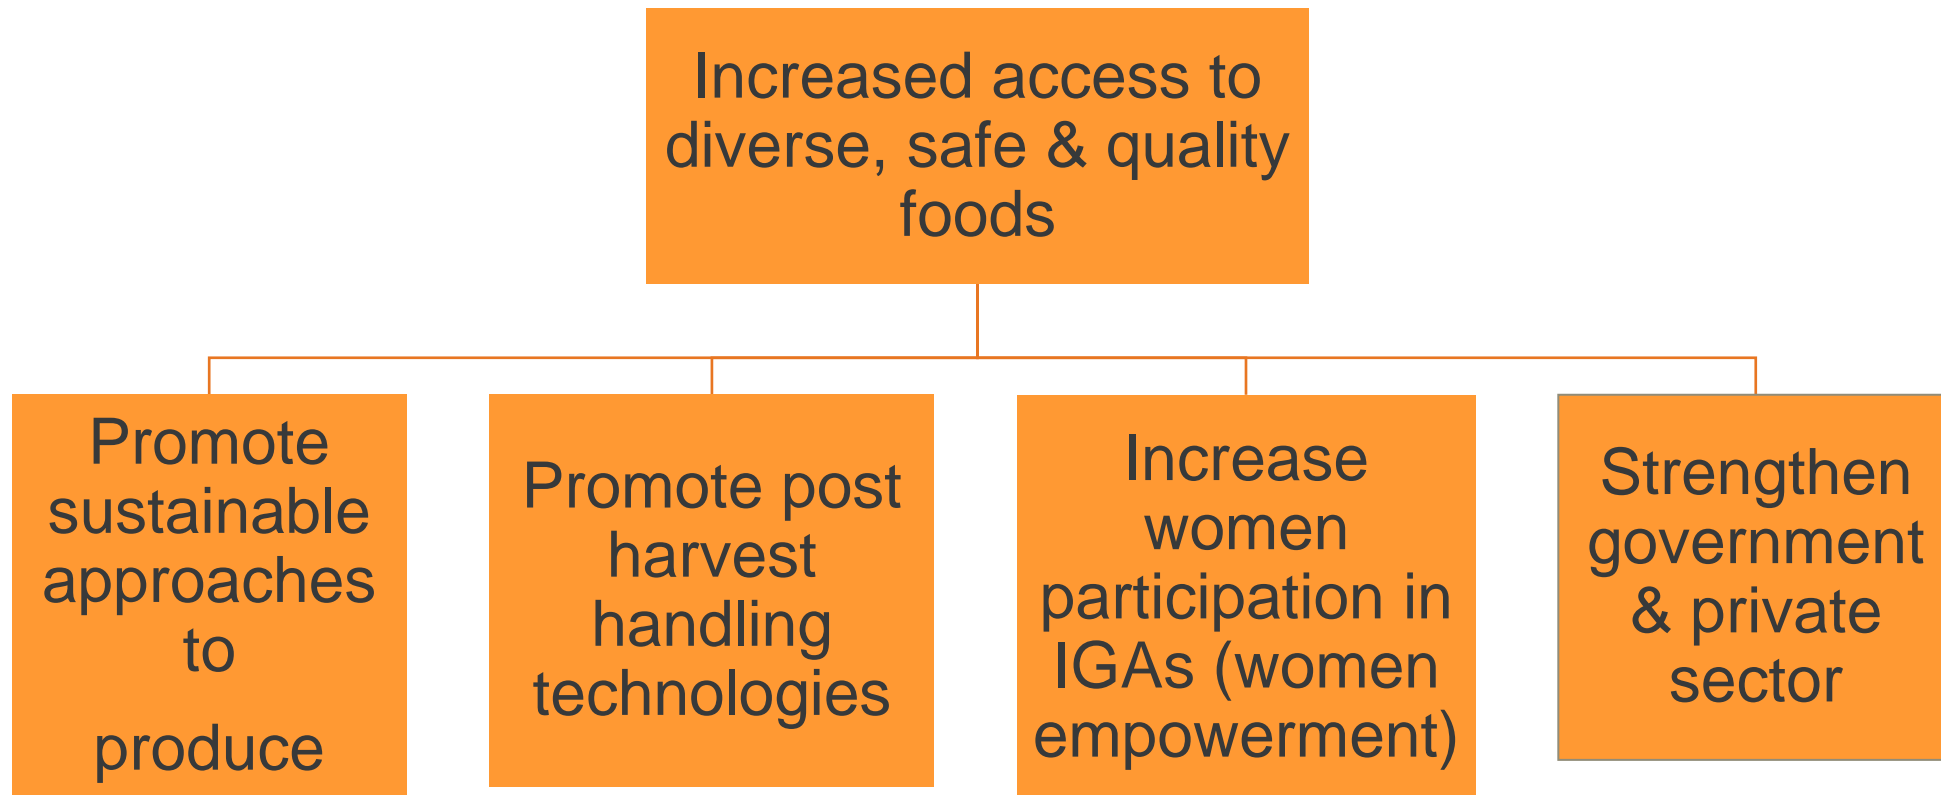 Increased access to
diverse, safe & quality
foods
Promote
sustainable
approaches
to
produce
Promote post
harvest
handling
technologies
Increase
women
participation in
IGAs (women
empowerment)
Strengthen
government
& private
sector